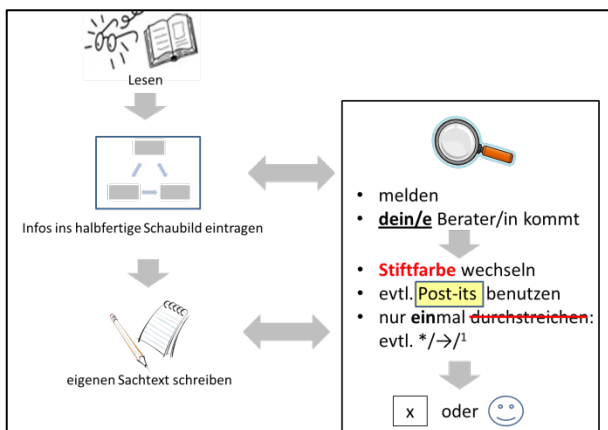 Lesen
Infos ins halbfertige Schaubild eintragen
eigenen Sachtext schreiben
• melden
• dein/e Berater/in kommt
• Stiftfarbe wechseln
• evtl. Post-its benutzen
• nur einmal durchstreichen:
evtl. */→/¹
x oder